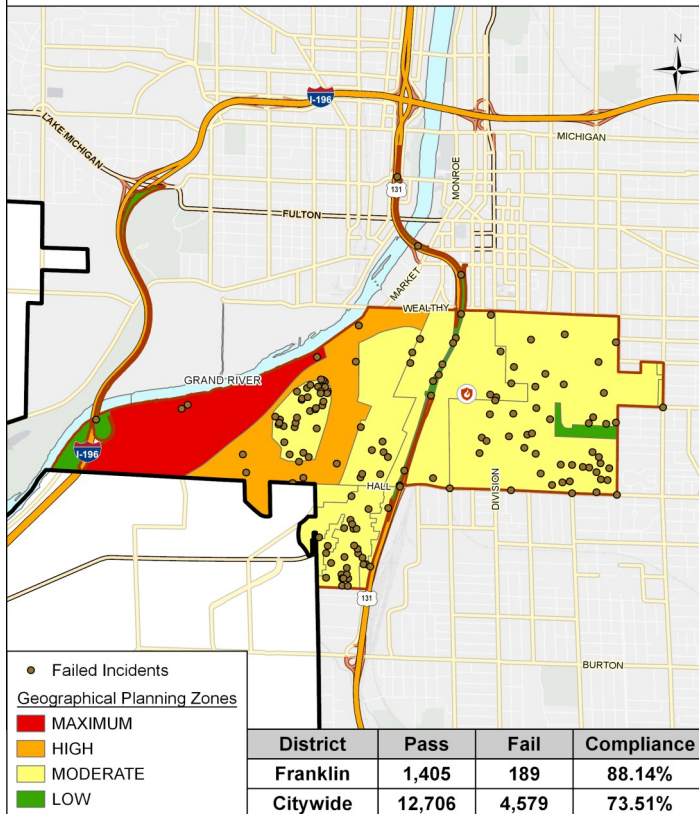 N
I-196
LAKE MICHIGAN
MICHIGAN
131
MONROE
FULTON
MARKET
WEALTHY
GRAND RIVER
I-196
HALL
DIVISION
131
BURTON
Failed Incidents
Geographical Planning Zones
MAXIMUM
HIGH
MODERATE
LOW
District Pass Fail Compliance
Franklin 1,405 189 88.14%
Citywide 12,706 4,579 73.51%